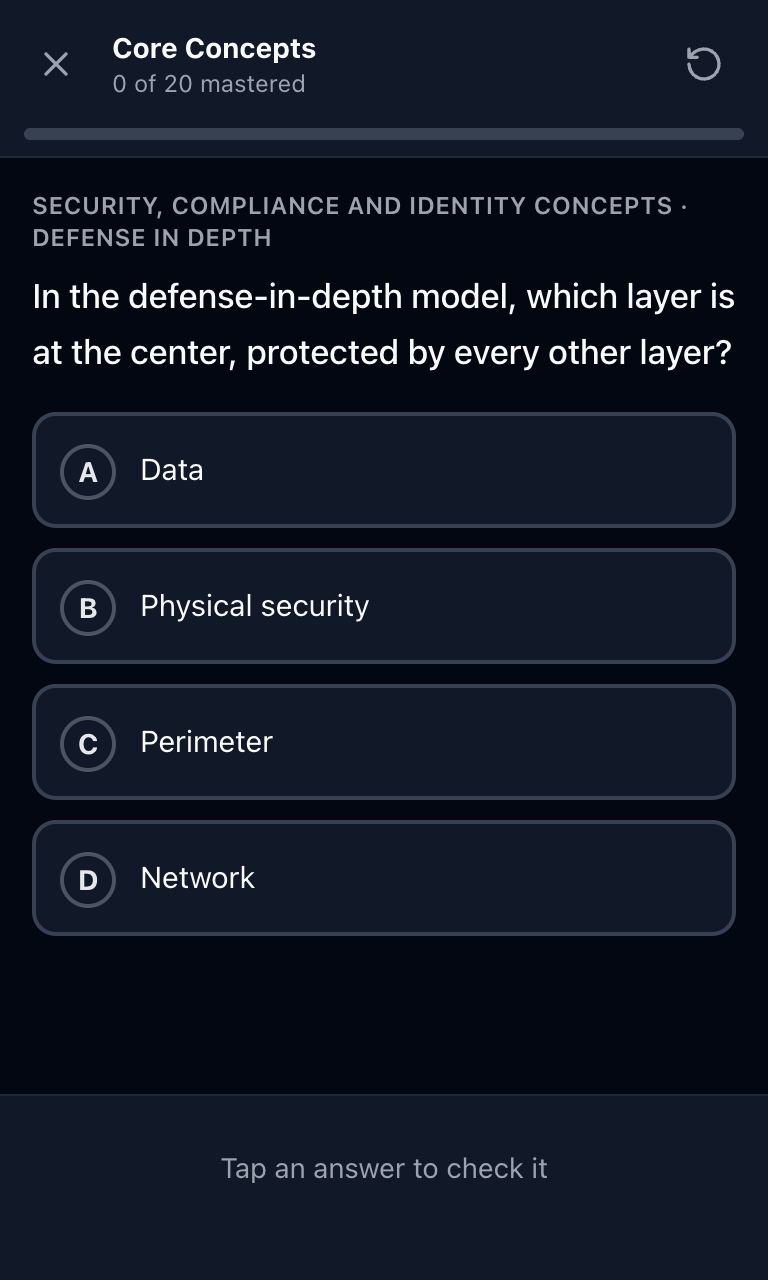 Core Concepts
0 of 20 mastered
SECURITY, COMPLIANCE AND IDENTITY CONCEPTS ·
DEFENSE IN DEPTH
In the defense-in-depth model, which layer is
at the center, protected by every other layer?
A Data
B Physical security
C Perimeter
D Network
Tap an answer to check it